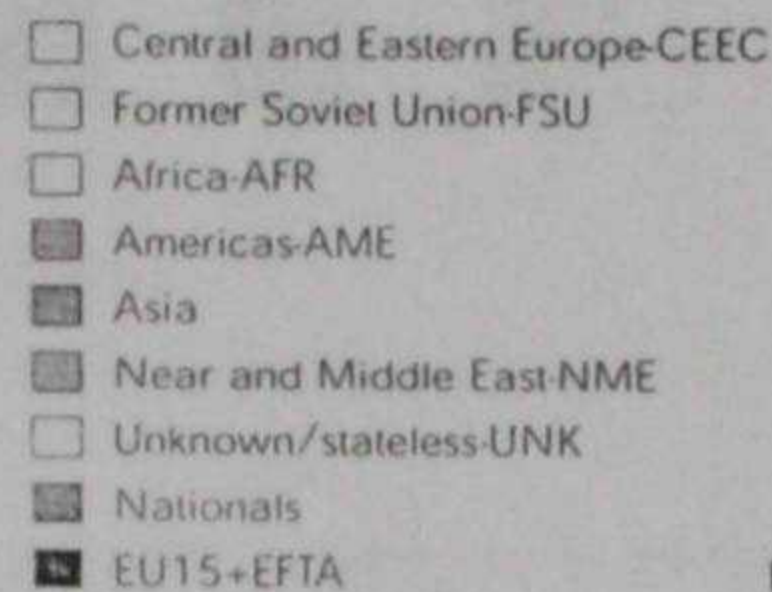 Central and Eastern Europe-CEEC
Former Soviet Union-FSU
Africa-AFR
Americas-AME
Asia
Near and Middle East-NME
Unknown/stateless-UNK
Nationals
EU15+EFTA